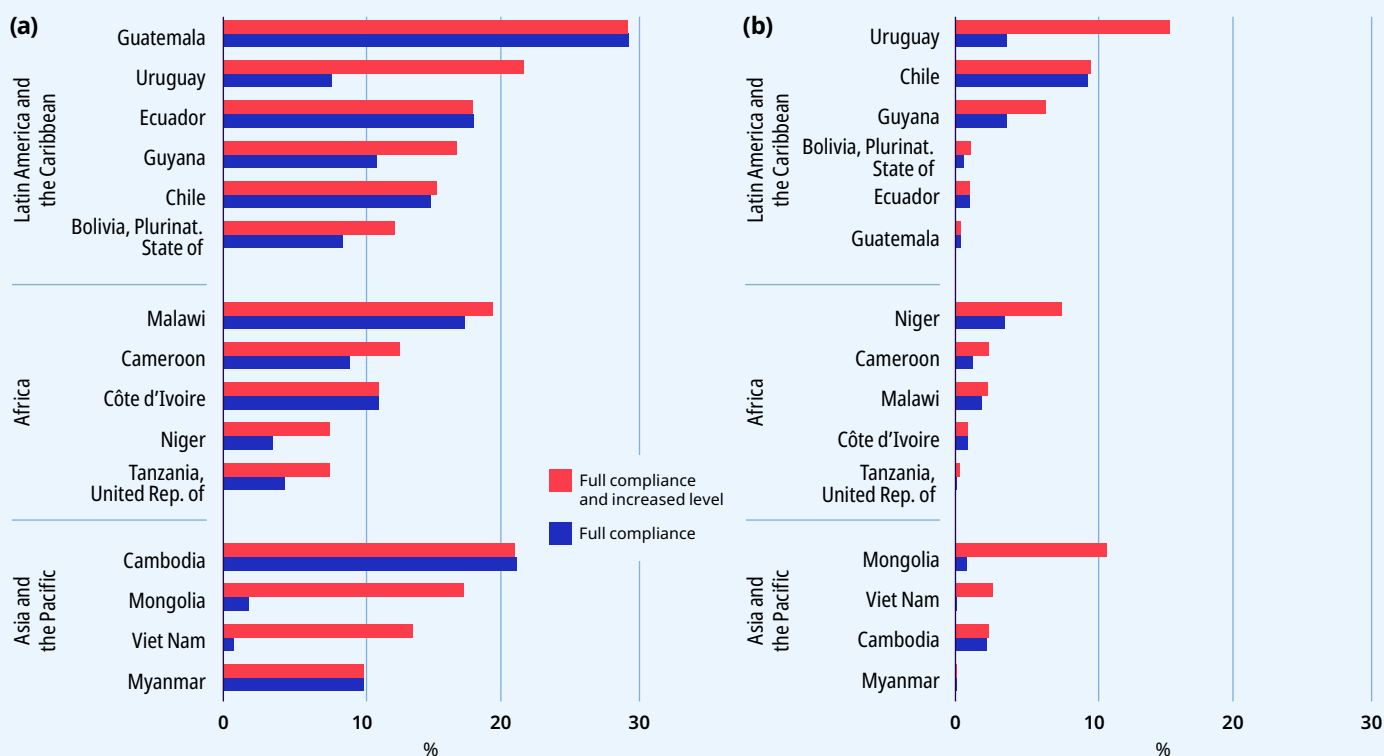 (a)
Latin America and
the Caribbean
Guatemala
Uruguay
Ecuador
Guyana
Chile
Bolivia, Plurinat.
State of
Africa
Malawi
Cameroon
Côte d’Ivoire
Niger
Tanzania,
United Rep. of
Asia and
the Pacific
Cambodia
Mongolia
Viet Nam
Myanmar
0 10 20 30
%
Full compliance
and increased level
Full compliance
(b)
Latin America and
the Caribbean
Uruguay
Chile
Guyana
Bolivia, Plurinat.
State of
Ecuador
Guatemala
Africa
Niger
Cameroon
Malawi
Côte d’Ivoire
Tanzania,
United Rep. of
Asia and
the Pacific
Mongolia
Viet Nam
Cambodia
Myanmar
0 10 20 30
%